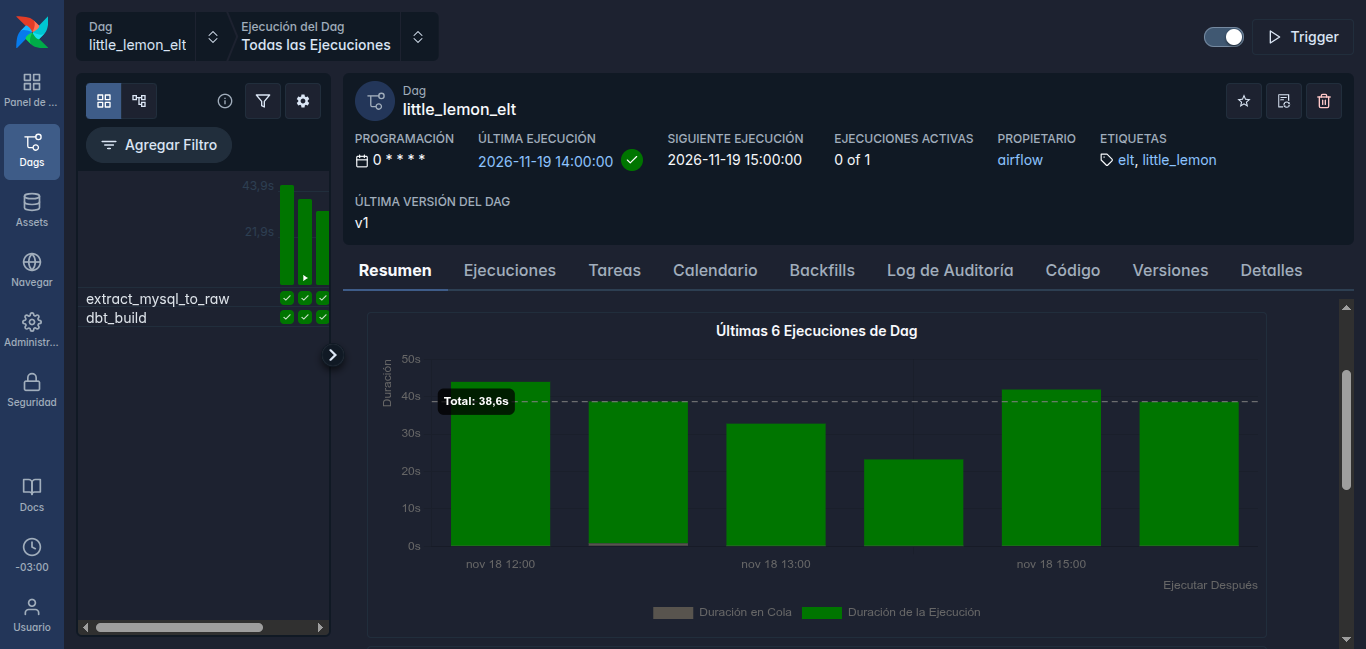 Dag
little_lemon_elt
Ejecución del Dag
Todas las Ejecuciones
Trigger
Panel de ...
Dags
Assets
Navegar
Administr...
Seguridad
Docs
-03:00
Usuario
Agregar Filtro
43,9s
21,9s
extract_mysql_to_raw
dbt_build
Dag
little_lemon_elt
PROGRAMACIÓN
0 * * * *
ÚLTIMA EJECUCIÓN
2026-11-19 14:00:00
SIGUIENTE EJECUCIÓN
2026-11-19 15:00:00
EJECUCIONES ACTIVAS
0 of 1
PROPIETARIO
airflow
ETIQUETAS
elt, little_lemon
ÚLTIMA VERSIÓN DEL DAG
v1
Resumen Ejecuciones Tareas Calendario Backfills Log de Auditoría Código Versiones Detalles
Últimas 6 Ejecuciones de Dag
Duración
50s
40s
30s
20s
10s
0s
Total: 38,6s
nov 18 12:00 nov 18 13:00 nov 18 15:00
Ejecutar Después
Duración en Cola Duración de la Ejecución